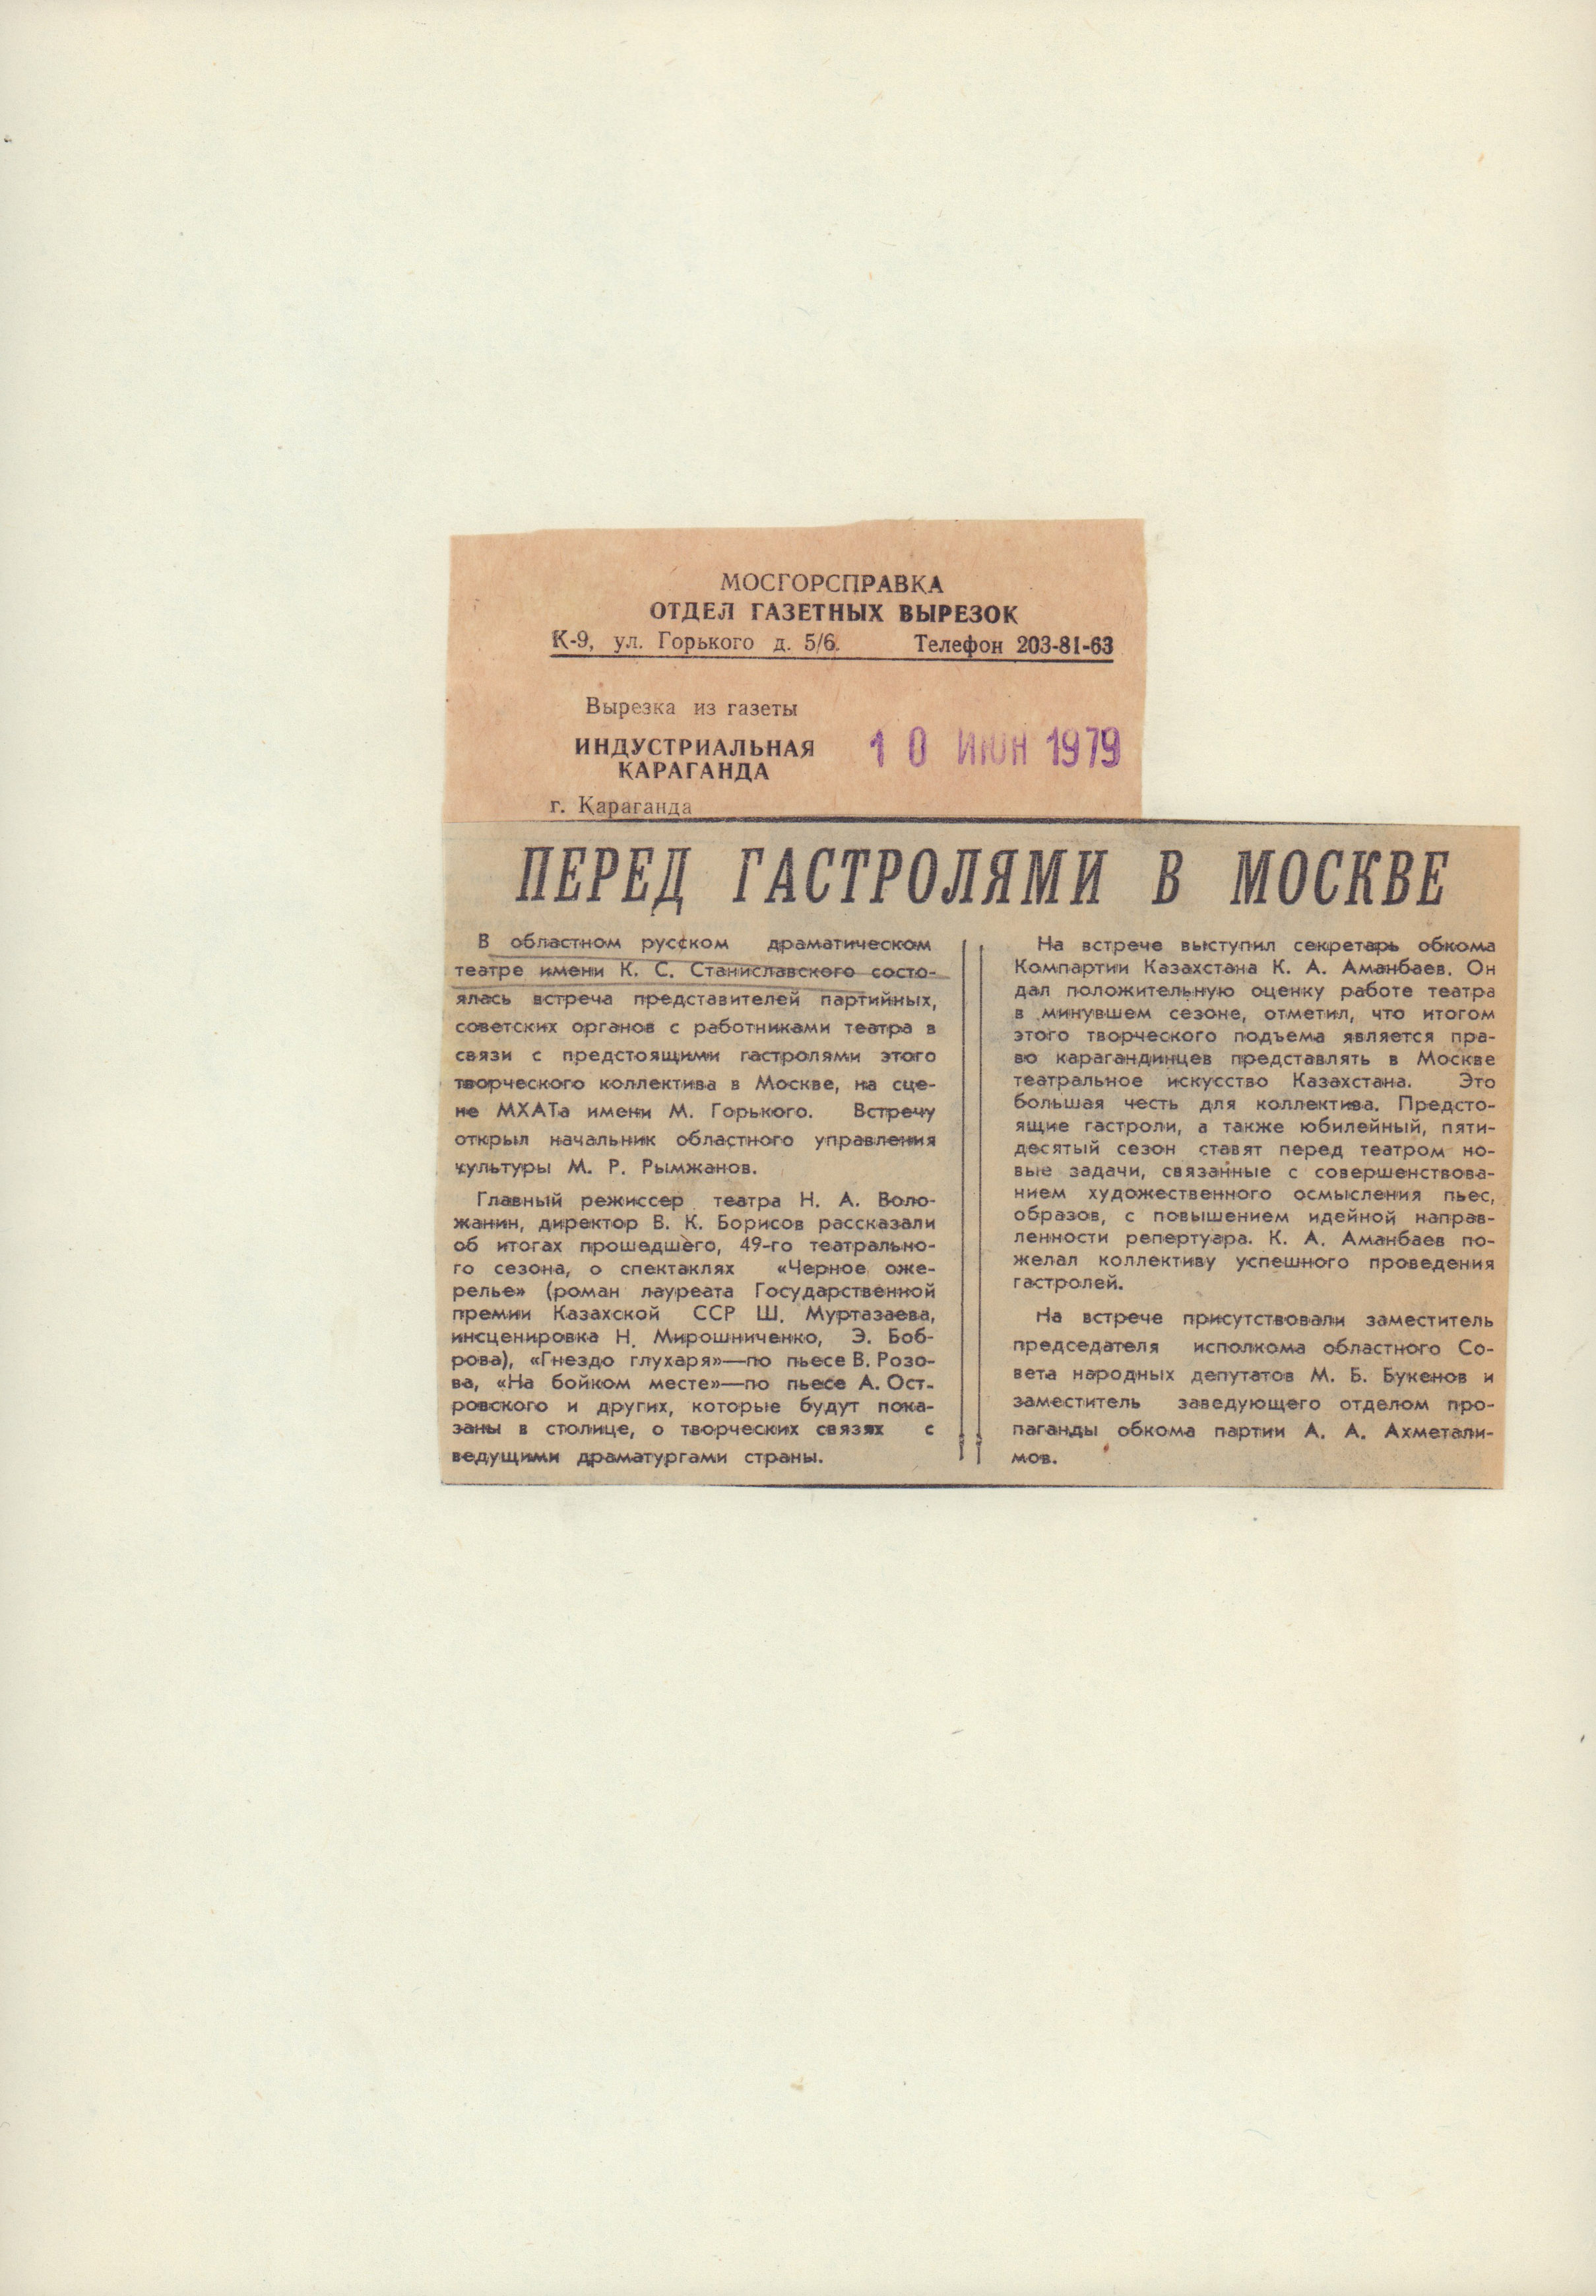 МОСГОРСПРАВКА
ОТДЕЛ ГАЗЕТНЫХ ВЫРЕЗОК
К-9, ул. Горького д. 5/6. Телефон 203-81-63
Вырезка из газеты
ИНДУСТРИАЛЬНАЯ
КАРАГАНДА
10 ИЮН 1979
г. Караганда
ПЕРЕД ГАСТРОЛЯМИ В МОСКВЕ
В областном русском драматическом
театре имени К. С. Станиславского состо-
ялась встреча представителей партийных,
советских органов с работниками театра в
связи с предстоящими гастролями этого
творческого коллектива в Москве, на сце-
не МХАТа имени М. Горького. Встречу
открыл начальник областного управления
культуры М. Р. Рымжанов.
Главный режиссер театра Н. А. Воло-
жанин, директор В. К. Борисов рассказали
об итогах прошедшего, 49-го театрально-
го сезона, о спектаклях «Черное оже-
релье» (роман лауреата Государственной
премии Казахской ССР Ш. Муртазаева,
инсценировка Н. Мирошниченко, Э. Боб-
рова), «Гнездо глухаря»—по пьесе В. Розо-
ва, «На бойком месте»—по пьесе А. Ост-
ровского и других, которые будут пока-
заны в столице, о творческих связях с
ведущими драматургами страны.
На встрече выступил секретарь обкома
Компартии Казахстана К. А. Аманбаев. Он
дал положительную оценку работе театра
в минувшем сезоне, отметил, что итогом
этого творческого подъема является пра-
во карагандинцев представлять в Москве
театральное искусство Казахстана. Это
большая честь для коллектива. Предсто-
ящие гастроли, а также юбилейный, пяти-
десятый сезон ставят перед театром но-
вые задачи, связанные с совершенствова-
нием художественного осмысления пьес,
образов, с повышением идейной направ-
ленности репертуара. К. А. Аманбаев по-
желал коллективу успешного проведения
гастролей.
На встрече присутствовали заместитель
председателя исполкома областного Со-
вета народных депутатов М. Б. Букенов и
заместитель заведующего отделом про-
паганды обкома партии А. А. Ахметали-
мов.